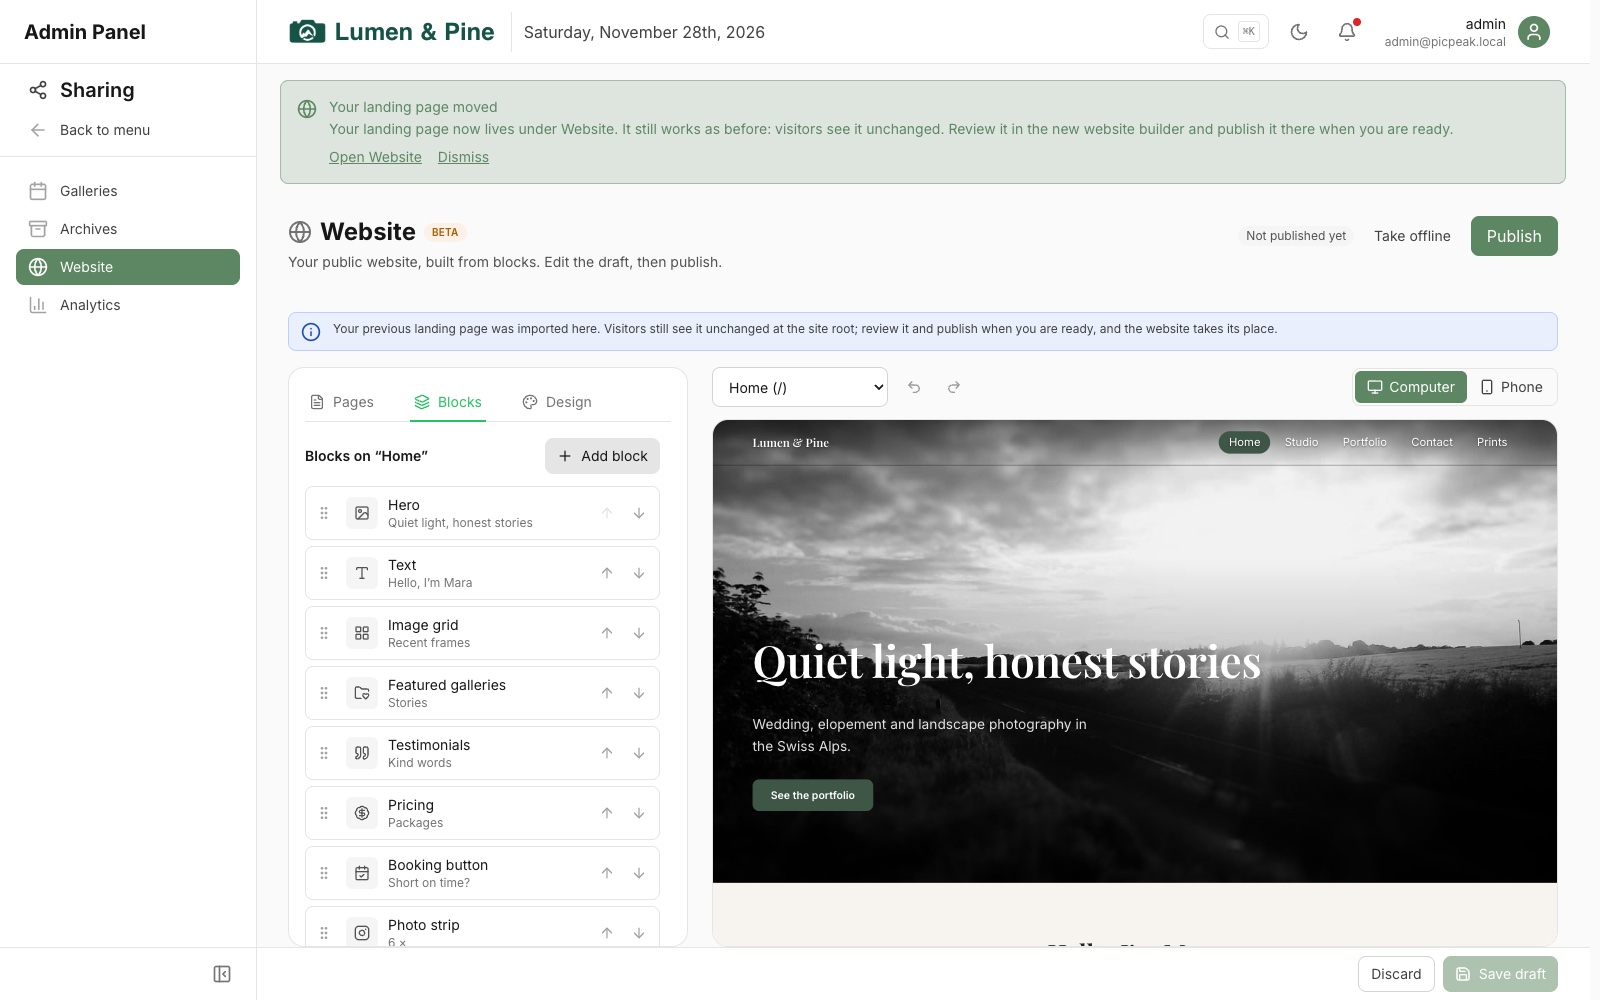 Admin Panel
Lumen & Pine
Saturday, November 28th, 2026
⌘K
admin
admin@picpeak.local
Sharing
Back to menu
Galleries
Archives
Website
Analytics
Your landing page moved
Your landing page now lives under Website. It still works as before: visitors see it unchanged. Review it in the new website builder and publish it there when you are ready.
Open Website Dismiss
Website BETA
Not published yet Take offline Publish
Your public website, built from blocks. Edit the draft, then publish.
Your previous landing page was imported here. Visitors still see it unchanged at the site root; review it and publish when you are ready, and the website takes its place.
Pages Blocks Design
Blocks on “Home”
Add block
Hero
Quiet light, honest stories
Text
Hello, I’m Mara
Image grid
Recent frames
Featured galleries
Stories
Testimonials
Kind words
Pricing
Packages
Booking button
Short on time?
Photo strip
6 ×
Home (/)
Computer Phone
Lumen & Pine
Home Studio Portfolio Contact Prints
Quiet light, honest stories
Wedding, elopement and landscape photography in
the Swiss Alps.
See the portfolio
Discard Save draft